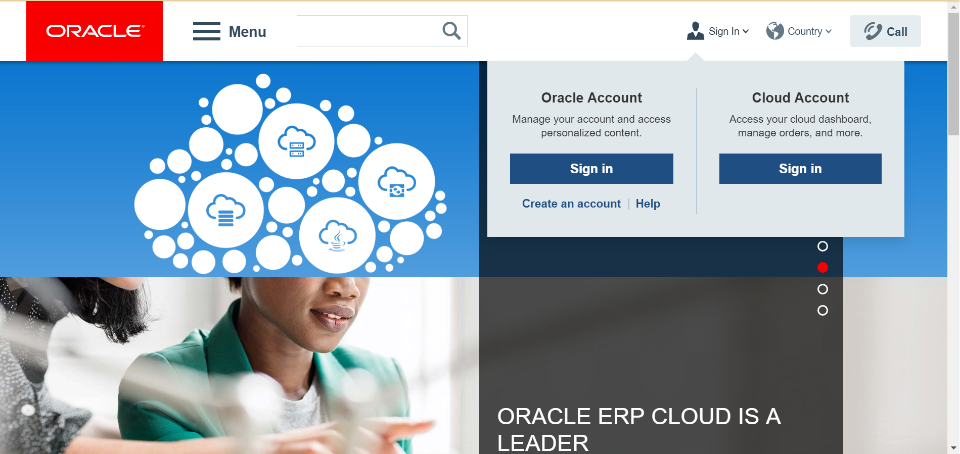 ORACLE
Menu
Sign In
Country
Call
Oracle Account
Manage your account and access
personalized content.
Sign in
Create an account | Help
Cloud Account
Access your cloud dashboard,
manage orders, and more.
Sign in
ORACLE ERP CLOUD IS A
LEADER